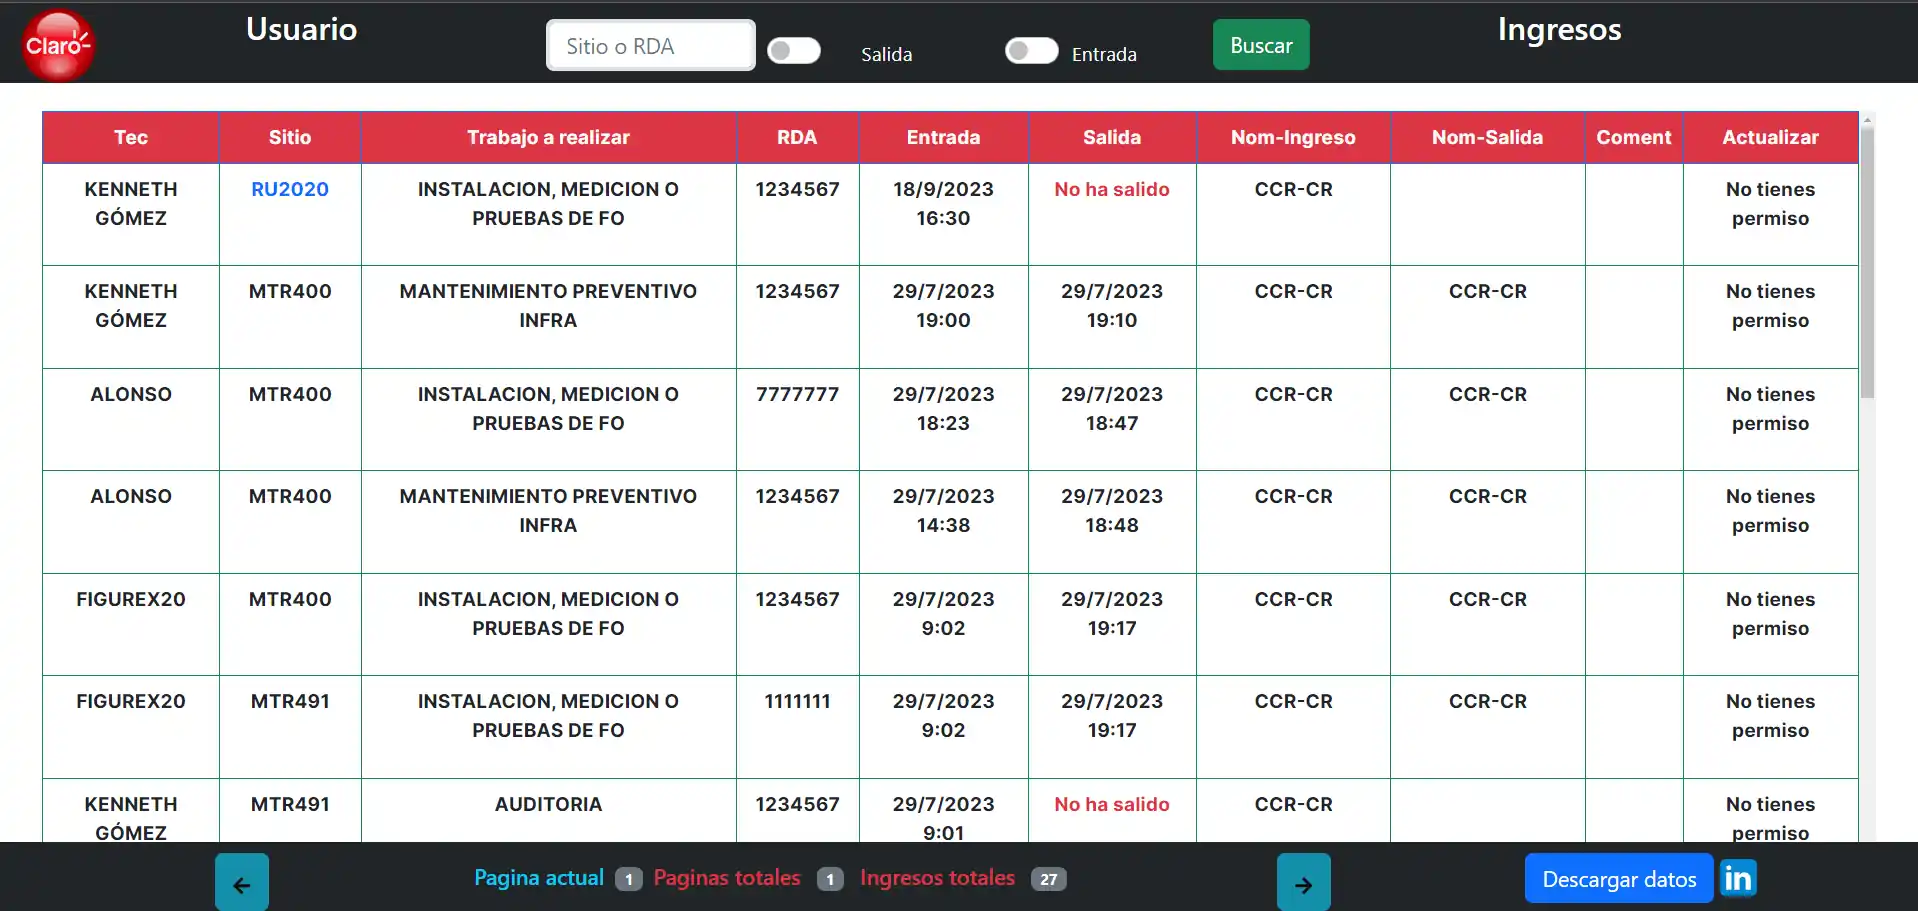 Claro-
Usuario
Sitio o RDA
Salida
Entrada
Buscar
Ingresos
Tec Sitio Trabajo a realizar RDA Entrada Salida Nom-Ingreso Nom-Salida Coment Actualizar
KENNETH RU2020 INSTALACION, MEDICION O 1234567 18/9/2023 No ha salido CCR-CR No tienes
GÓMEZ PRUEBAS DE FO 16:30 permiso
KENNETH MTR400 MANTENIMIENTO PREVENTIVO 1234567 29/7/2023 29/7/2023 CCR-CR CCR-CR No tienes
GÓMEZ INFRA 19:00 19:10 permiso
ALONSO MTR400 INSTALACION, MEDICION O 7777777 29/7/2023 29/7/2023 CCR-CR CCR-CR No tienes
PRUEBAS DE FO 18:23 18:47 permiso
ALONSO MTR400 MANTENIMIENTO PREVENTIVO 1234567 29/7/2023 29/7/2023 CCR-CR CCR-CR No tienes
INFRA 14:38 18:48 permiso
FIGUREX20 MTR400 INSTALACION, MEDICION O 1234567 29/7/2023 29/7/2023 CCR-CR CCR-CR No tienes
PRUEBAS DE FO 9:02 19:17 permiso
FIGUREX20 MTR491 INSTALACION, MEDICION O 1111111 29/7/2023 29/7/2023 CCR-CR CCR-CR No tienes
PRUEBAS DE FO 9:02 19:17 permiso
KENNETH MTR491 AUDITORIA 1234567 29/7/2023 No ha salido CCR-CR No tienes
GÓMEZ 9:01 permiso
Pagina actual 1 Paginas totales 1 Ingresos totales 27
Descargar datos
in